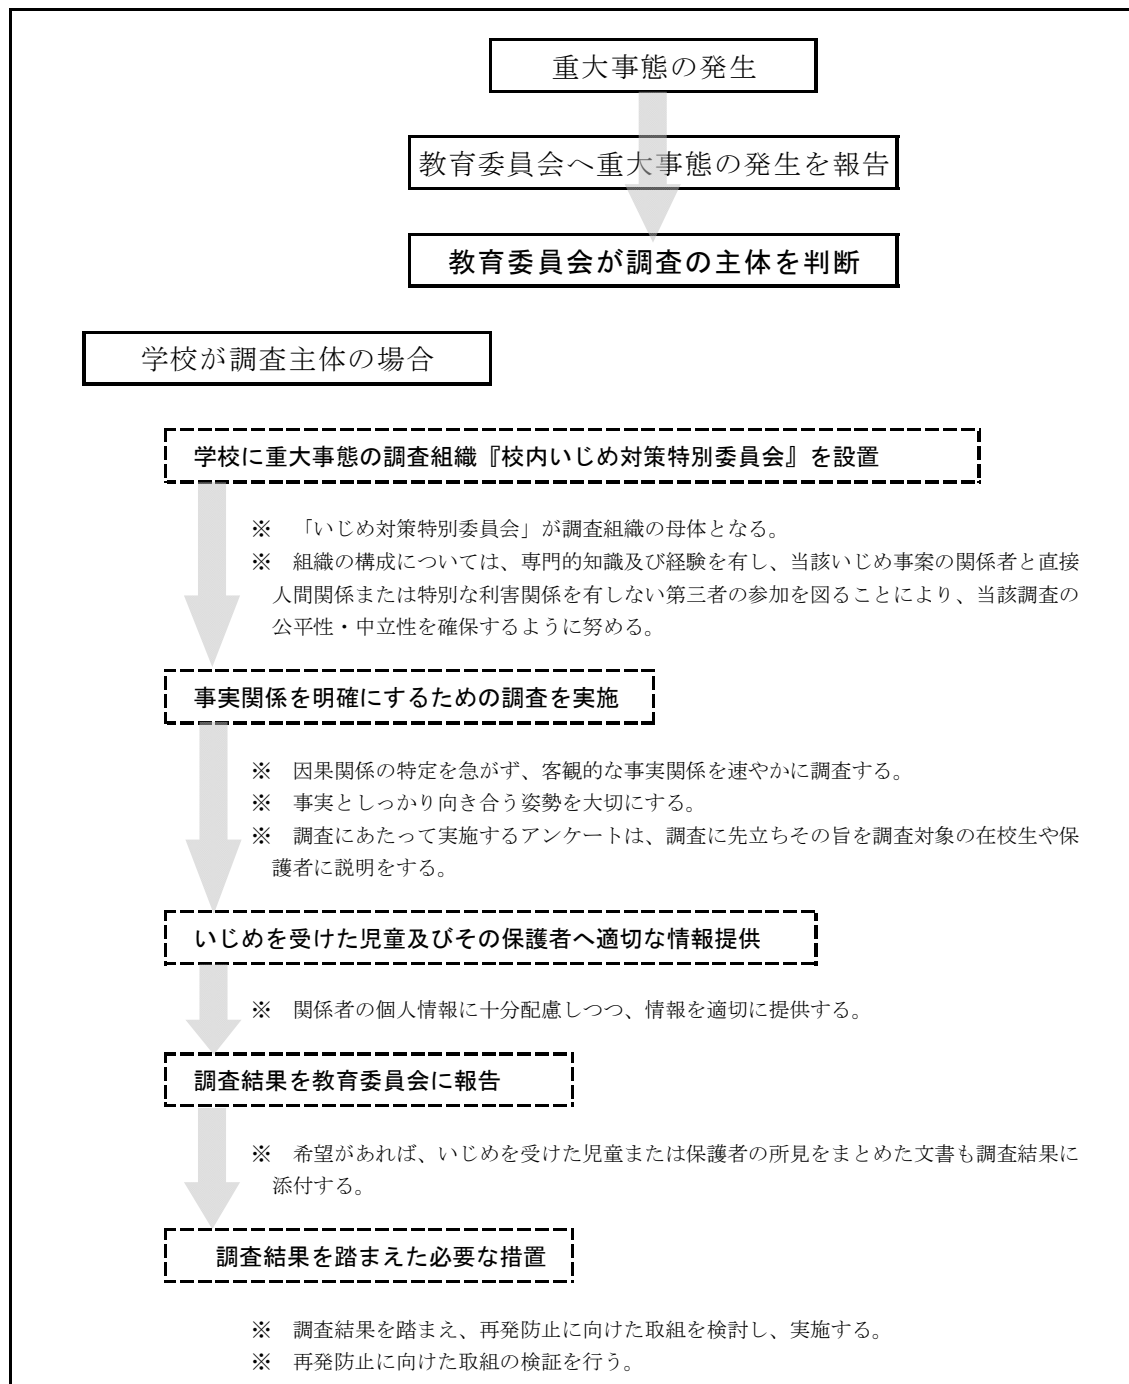 重大事態の発生
教育委員会へ重大事態の発生を報告
教育委員会が調査の主体を判断
学校が調査主体の場合
学校に重大事態の調査組織『校内いじめ対策特別委員会』を設置
※　「いじめ対策特別委員会」が調査組織の母体となる。
※　組織の構成については、専門的知識及び経験を有し、当該いじめ事案の関係者と直接
人間関係または特別な利害関係を有しない第三者の参加を図ることにより、当該調査の
公平性・中立性を確保するように努める。
事実関係を明確にするための調査を実施
※　因果関係の特定を急がず、客観的な事実関係を速やかに調査する。
※　事実としっかり向き合う姿勢を大切にする。
※　調査にあたって実施するアンケートは、調査に先立ちその旨を調査対象の在校生や保
護者に説明をする。
いじめを受けた児童及びその保護者へ適切な情報提供
※　関係者の個人情報に十分配慮しつつ、情報を適切に提供する。
調査結果を教育委員会に報告
※　希望があれば、いじめを受けた児童または保護者の所見をまとめた文書も調査結果に
添付する。
調査結果を踏まえた必要な措置
※　調査結果を踏まえ、再発防止に向けた取組を検討し、実施する。
※　再発防止に向けた取組の検証を行う。